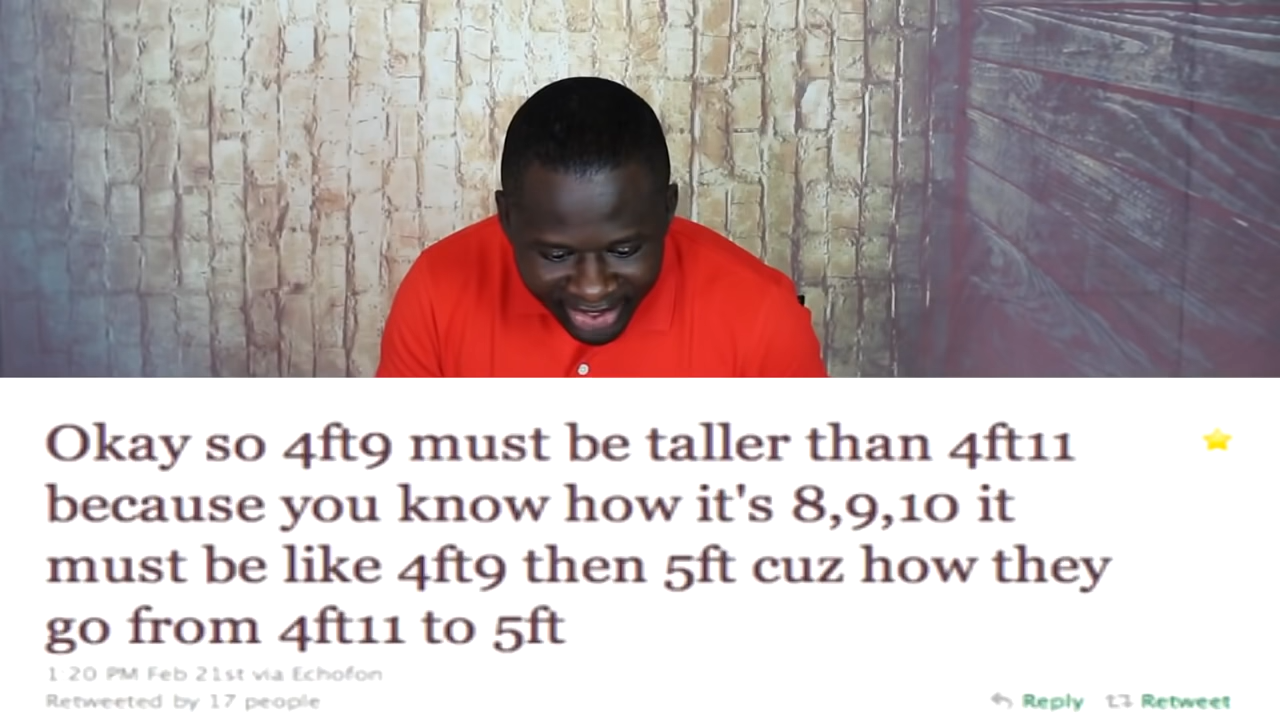 Okay so 4ft9 must be taller than 4ft11
because you know how it's 8,9,10 it
must be like 4ft9 then 5ft cuz how they
go from 4ft11 to 5ft
1:20 PM Feb 21st via Echofon
Retweeted by 17 people
Reply Retweet